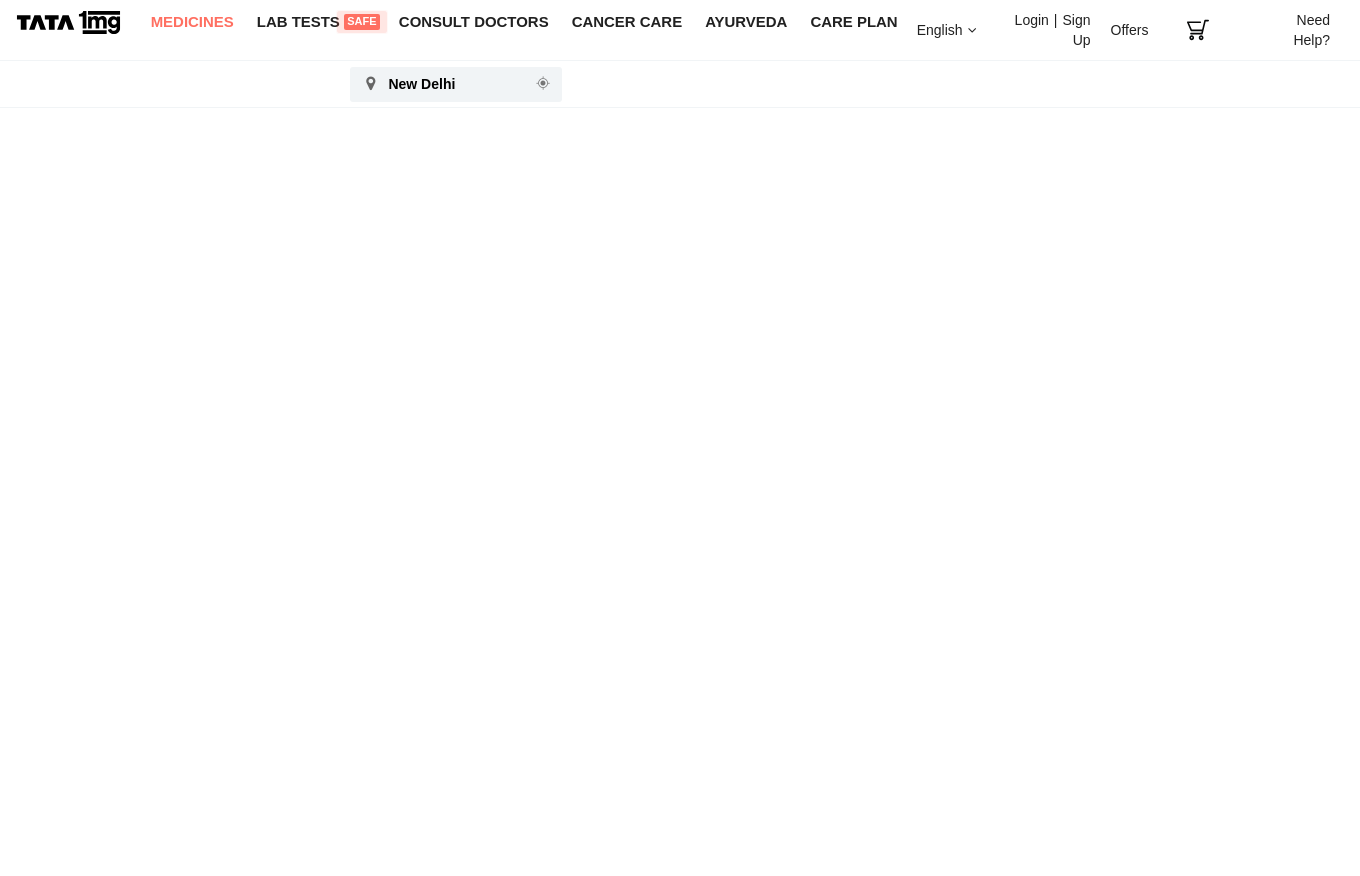 TATA 1mg
MEDICINES
LAB TESTS SAFE
CONSULT DOCTORS
CANCER CARE
AYURVEDA
CARE PLAN
English
Login | Sign
Up
Offers
Need
Help?
New Delhi